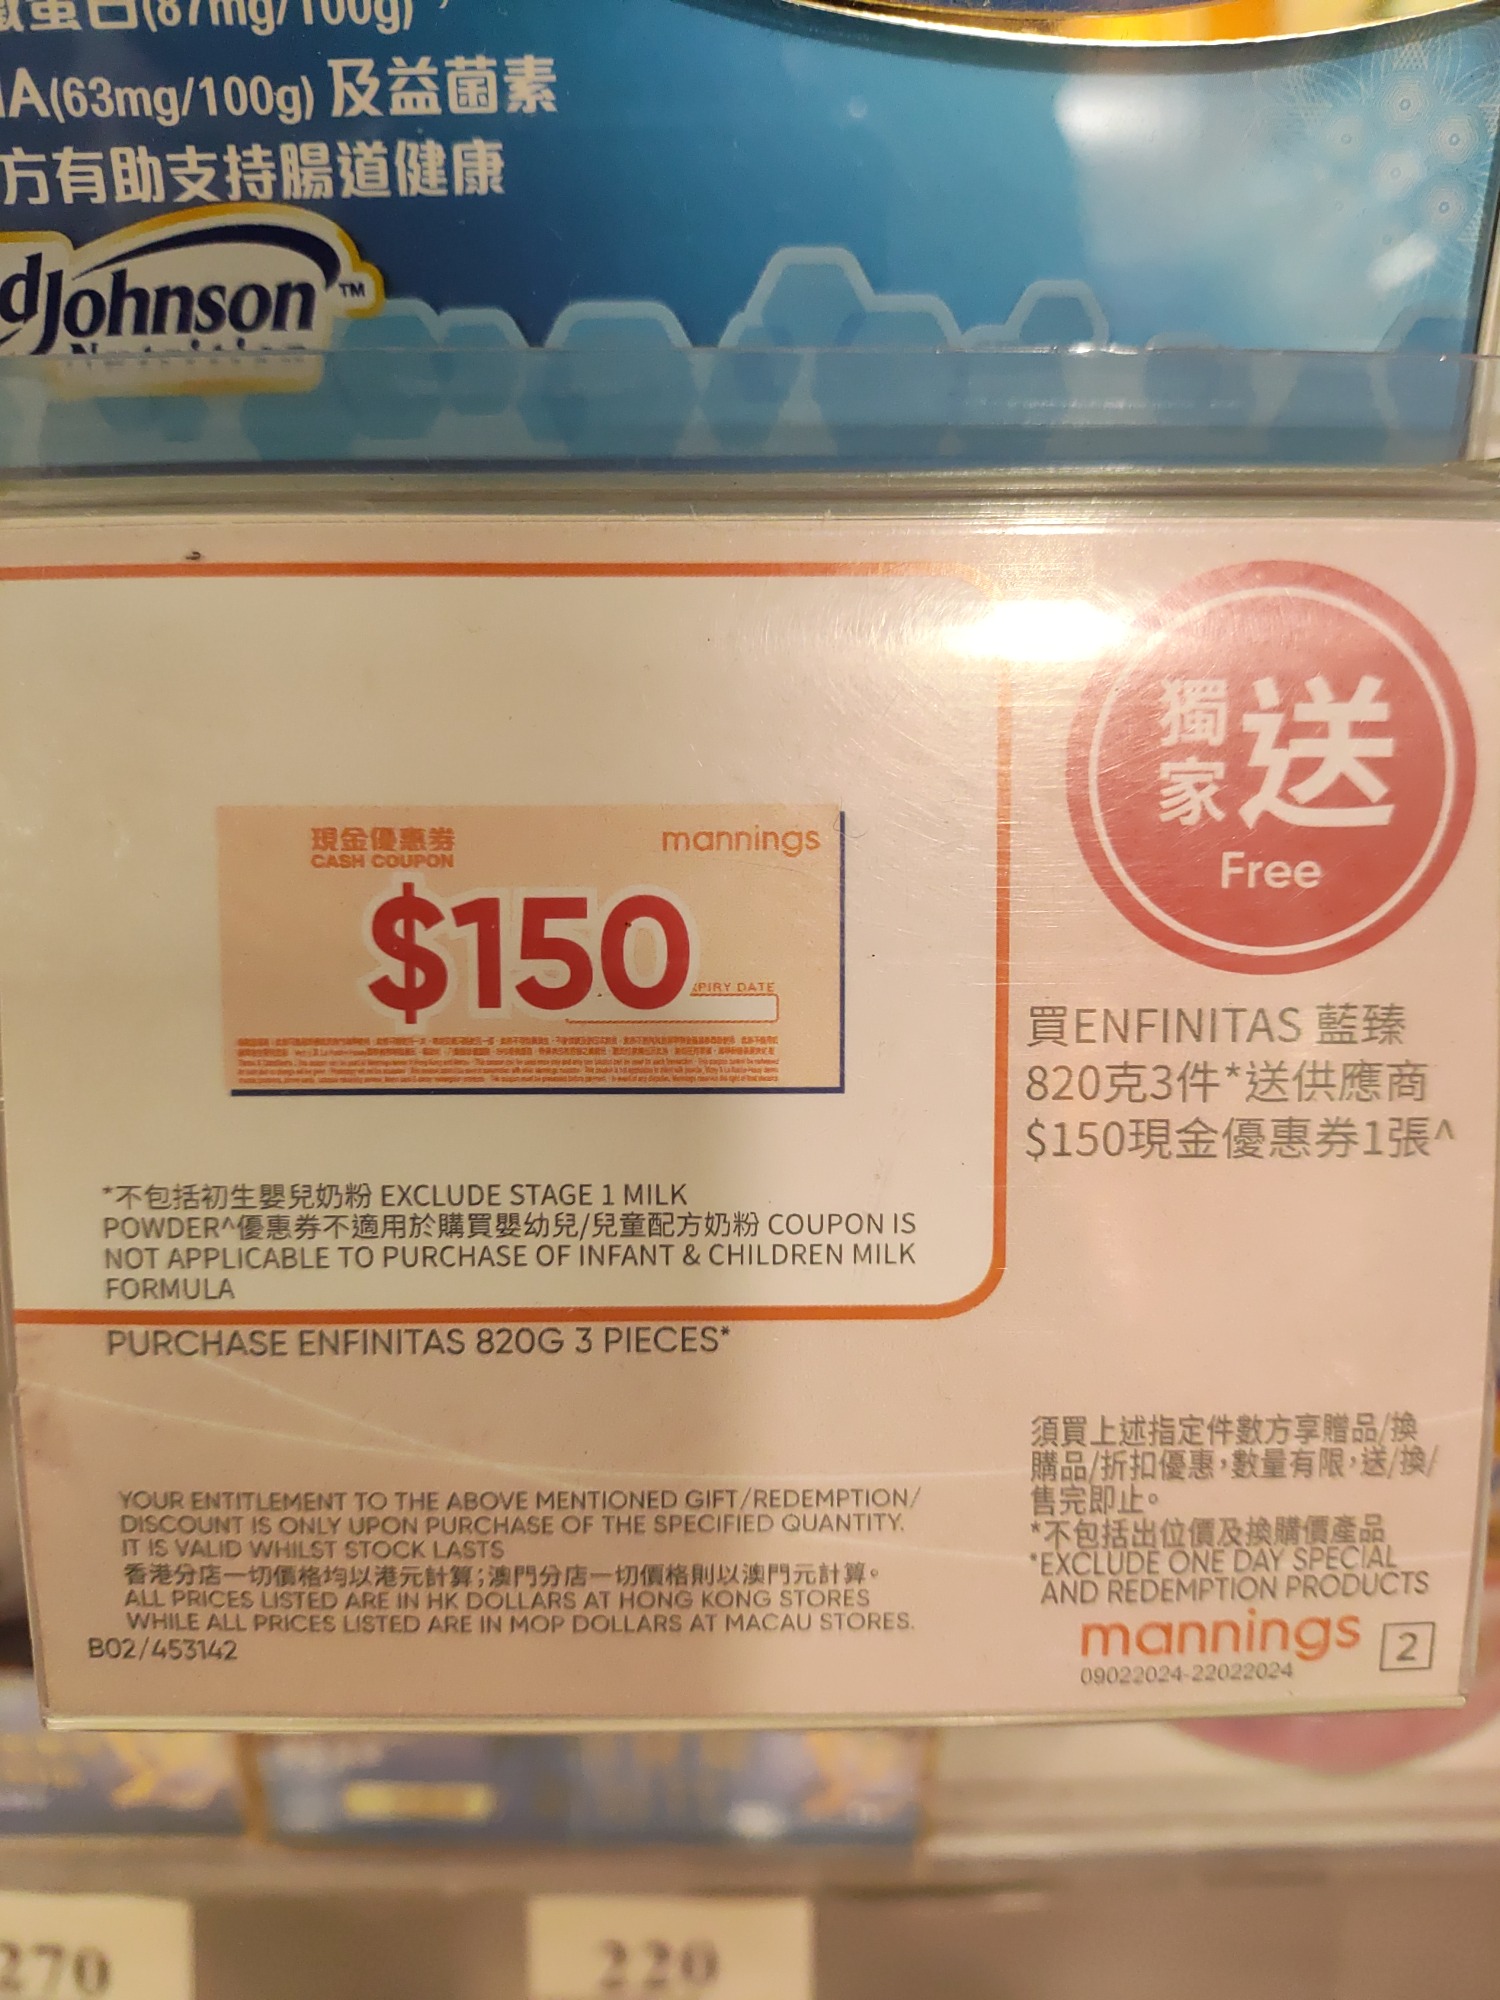 蛋白(87mg/100g)
A(63mg/100g) 及益菌素
方有助支持腸道健康
dJohnson™
Nutrition
獨家送
Free
現金優惠券
mannings
CASH COUPON
$150
PIRY DATE
買ENFINITAS 藍臻
820克3件*送供應商
$150現金優惠券1張^
*不包括初生嬰兒奶粉 EXCLUDE STAGE 1 MILK
POWDER^優惠券不適用於購買嬰幼兒/兒童配方奶粉 COUPON IS
NOT APPLICABLE TO PURCHASE OF INFANT & CHILDREN MILK
FORMULA
PURCHASE ENFINITAS 820G 3 PIECES*
須買上述指定件數方享贈品/換
購品/折扣優惠，數量有限，送/換/
售完即止。
*不包括出位價及換購價產品
*EXCLUDE ONE DAY SPECIAL
AND REDEMPTION PRODUCTS
YOUR ENTITLEMENT TO THE ABOVE MENTIONED GIFT/REDEMPTION/
DISCOUNT IS ONLY UPON PURCHASE OF THE SPECIFIED QUANTITY.
IT IS VALID WHILST STOCK LASTS
香港分店一切價格均以港元計算；澳門分店一切價格則以澳門元計算。
ALL PRICES LISTED ARE IN HK DOLLARS AT HONG KONG STORES
WHILE ALL PRICES LISTED ARE IN MOP DOLLARS AT MACAU STORES.
B02/453142
mannings 2
09022024-22022024
270
220